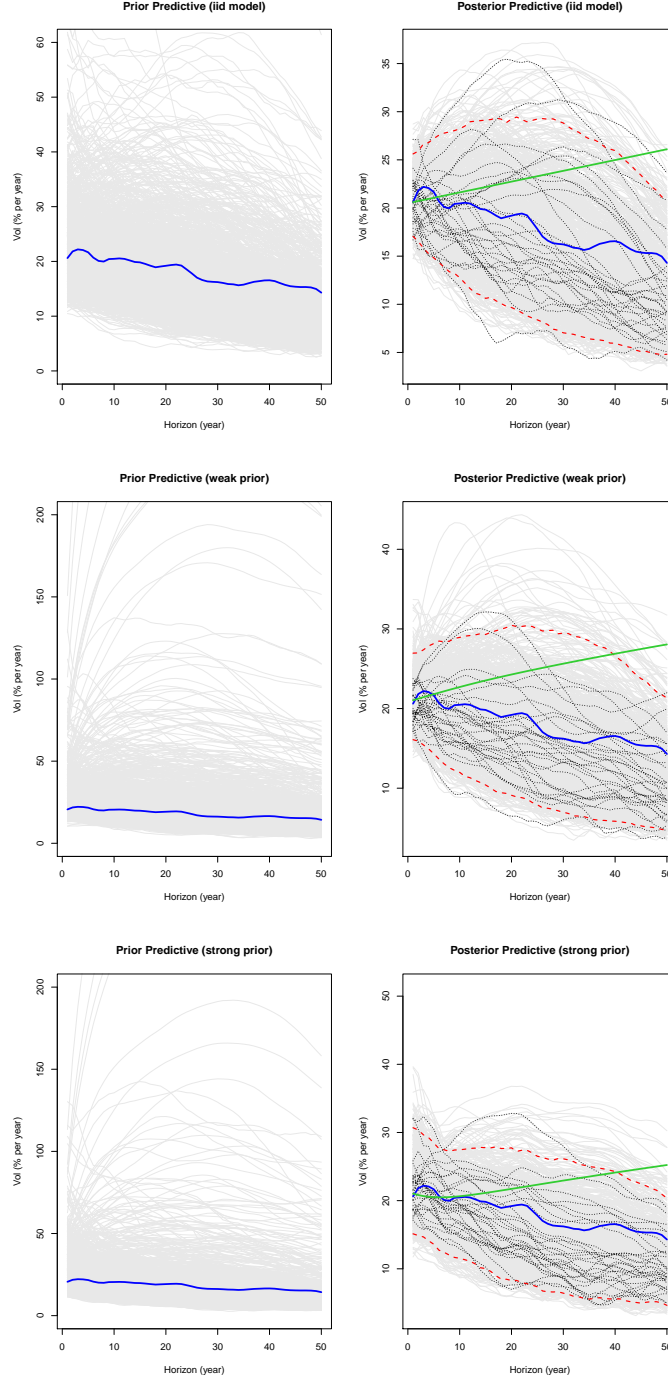 Prior Predictive (iid model)
Vol (% per year)
60
50
40
30
20
10
0
0 10 20 30 40 50
Horizon (year)
Posterior Predictive (iid model)
Vol (% per year)
35
30
25
20
15
10
5
0 10 20 30 40 50
Horizon (year)
Prior Predictive (weak prior)
Vol (% per year)
200
150
100
50
0
0 10 20 30 40 50
Horizon (year)
Posterior Predictive (weak prior)
Vol (% per year)
40
30
20
10
0 10 20 30 40 50
Horizon (year)
Prior Predictive (strong prior)
Vol (% per year)
200
150
100
50
0
0 10 20 30 40 50
Horizon (year)
Posterior Predictive (strong prior)
Vol (% per year)
50
40
30
20
10
0 10 20 30 40 50
Horizon (year)